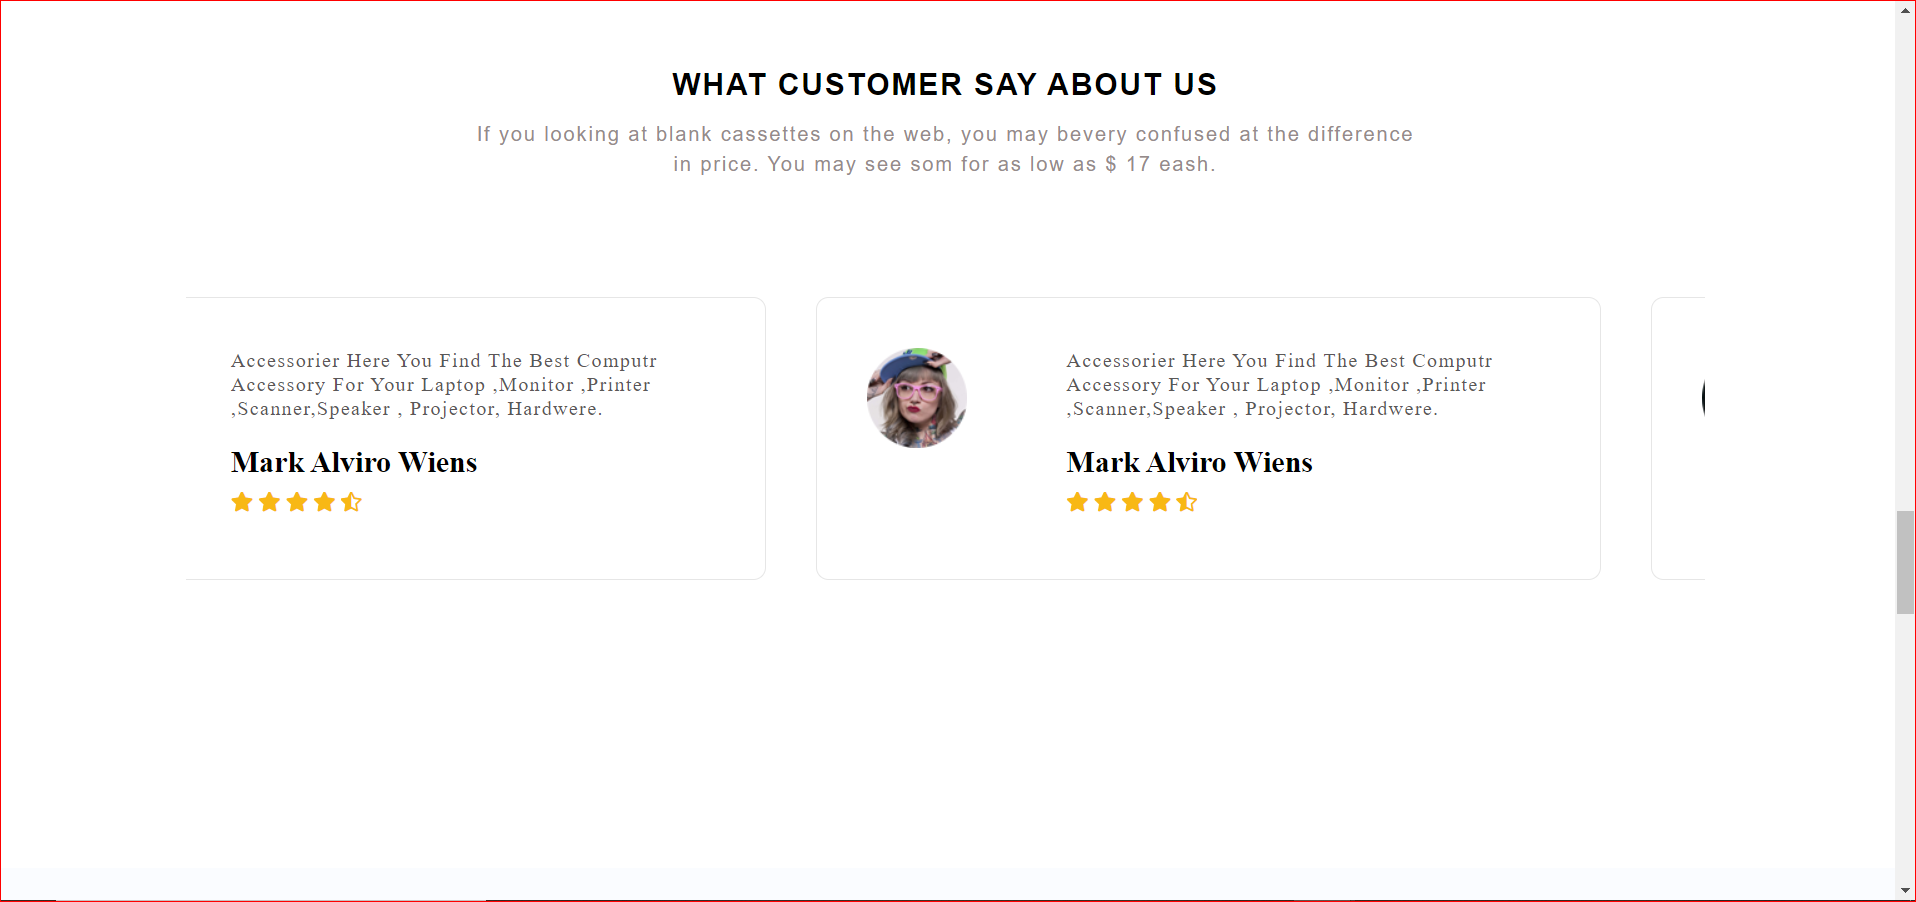 WHAT CUSTOMER SAY ABOUT US
If you looking at blank cassettes on the web, you may bevery confused at the difference
in price. You may see som for as low as $ 17 eash.
Accessorier Here You Find The Best Computr
Accessory For Your Laptop ,Monitor ,Printer
,Scanner,Speaker , Projector, Hardwere.
Mark Alviro Wiens
Accessorier Here You Find The Best Computr
Accessory For Your Laptop ,Monitor ,Printer
,Scanner,Speaker , Projector, Hardwere.
Mark Alviro Wiens